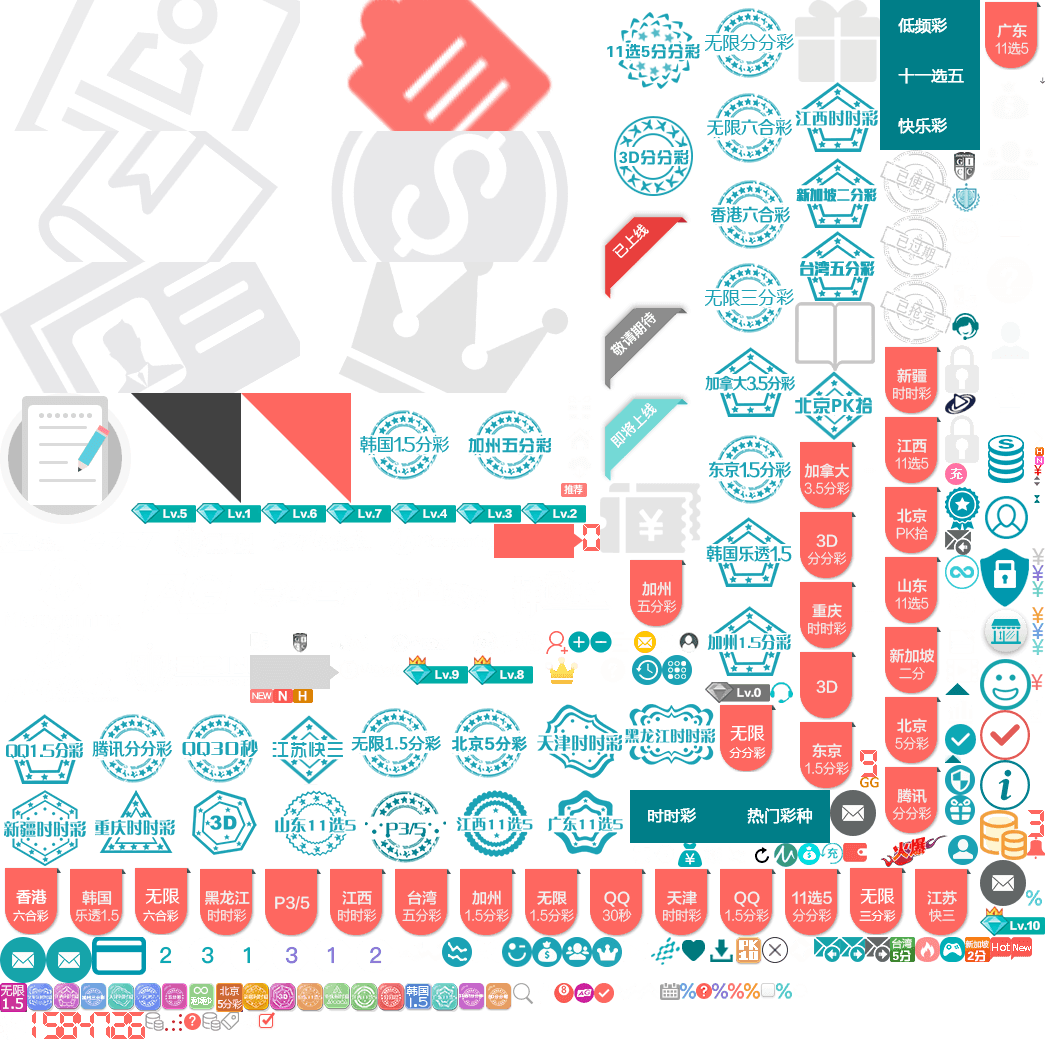 11选5分分彩
无限分分彩
低频彩
十一选五
快乐彩
广东
11选5
无限六合彩
江西时时彩
3D分分彩
已使用
GICC
香港六合彩
新加坡二分彩
已上线
已过期
台湾五分彩
无限三分彩
敬请期待
加拿大3.5分彩
北京PK拾
新疆
时时彩
即将上线
韩国1.5分彩
加州五分彩
东京1.5分彩
加拿大
3.5分彩
江西
11选5
充
推荐
Lv.5
Lv.1
Lv.6
Lv.7
Lv.4
Lv.3
Lv.2
0
韩国乐透1.5
3D
分分彩
北京
PK拾
加州
五分彩
重庆
时时彩
山东
11选5
加州1.5分彩
新加坡
二分
Lv.9
Lv.8
Lv.0
3D
NEW
N
H
QQ1.5分彩
腾讯分分彩
QQ30秒
江苏快三
无限1.5分彩
北京5分彩
天津时时彩
黑龙江时时彩
无限
分分彩
东京
1.5分彩
北京
5分彩
9
GG
新疆时时彩
重庆时时彩
3D
山东11选5
P3/5
江西11选5
广东11选5
时时彩
热门彩种
腾讯
分分彩
充
火爆
香港
六合彩
韩国
乐透1.5
无限
六合彩
黑龙江
时时彩
P3/5
江西
时时彩
台湾
五分彩
加州
1.5分彩
无限
1.5分彩
QQ
30秒
天津
时时彩
QQ
1.5分彩
11选5
分分彩
无限
三分彩
江苏
快三
Lv.10
2
3
1
3
1
2
PK
10
台湾
5分
新加坡
2分
Hot New
无限
1.5
北京
5分彩
韩国
1.5
8
1584726